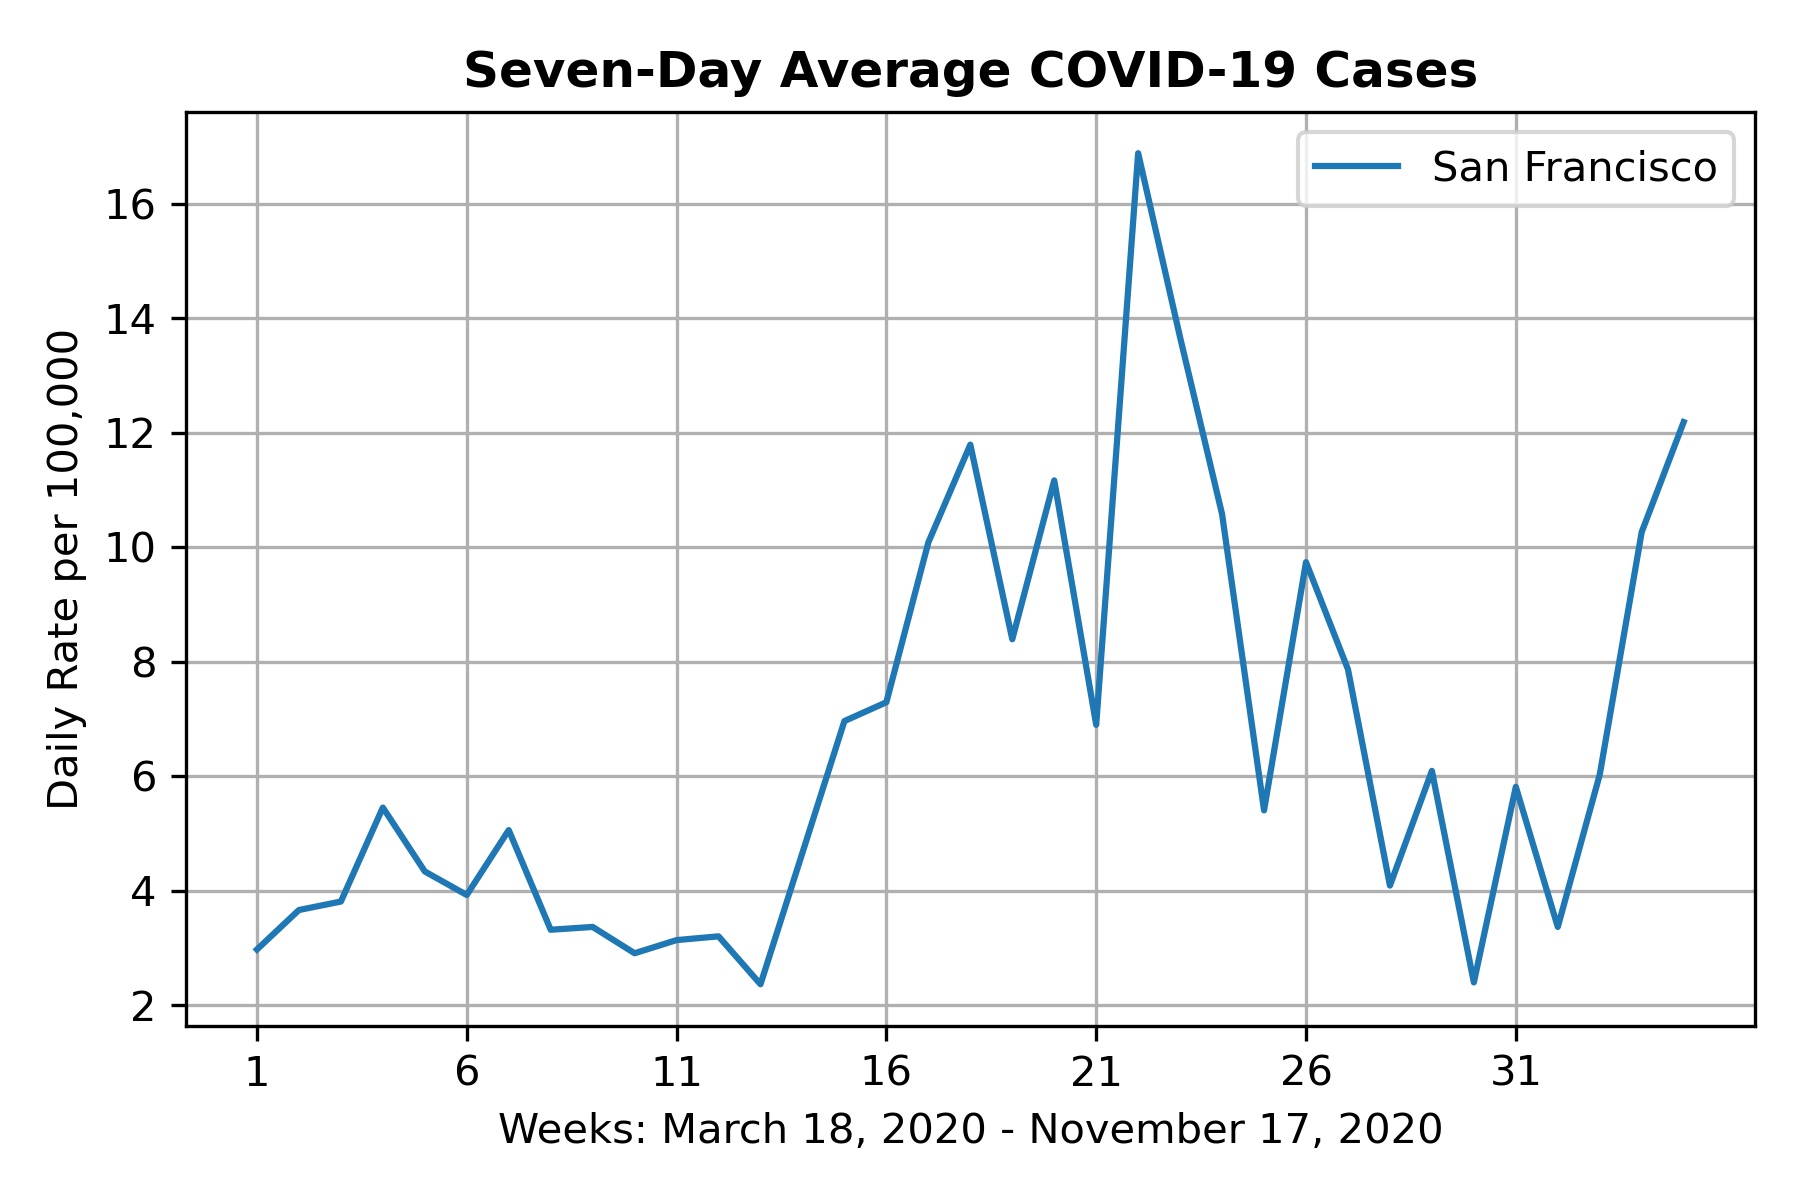 Seven-Day Average COVID-19 Cases
San Francisco
16
14
12
10
8
6
4
2
Daily Rate per 100,000
1 6 11 16 21 26 31
Weeks: March 18, 2020 - November 17, 2020